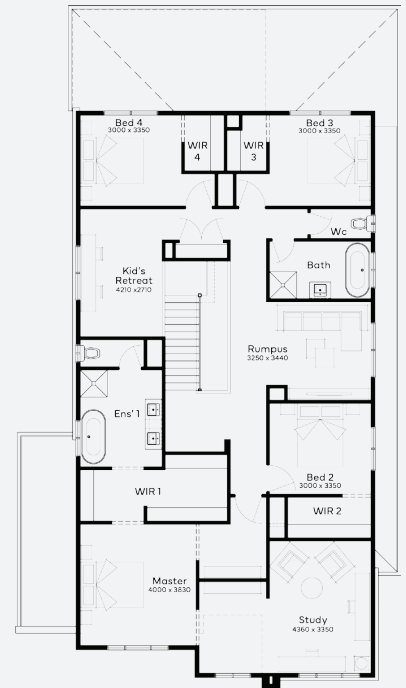 Bed 4
3000 x 3350
WIR
4
WIR
3
Bed 3
3000 x 3350
Wc
Bath
Kid's
Retreat
4210 x2710
Rumpus
3250 x 3440
Ens' 1
WIR 1
Bed 2
3000 x 3350
WIR 2
Master
4000 x 3830
Study
4360 x 3350